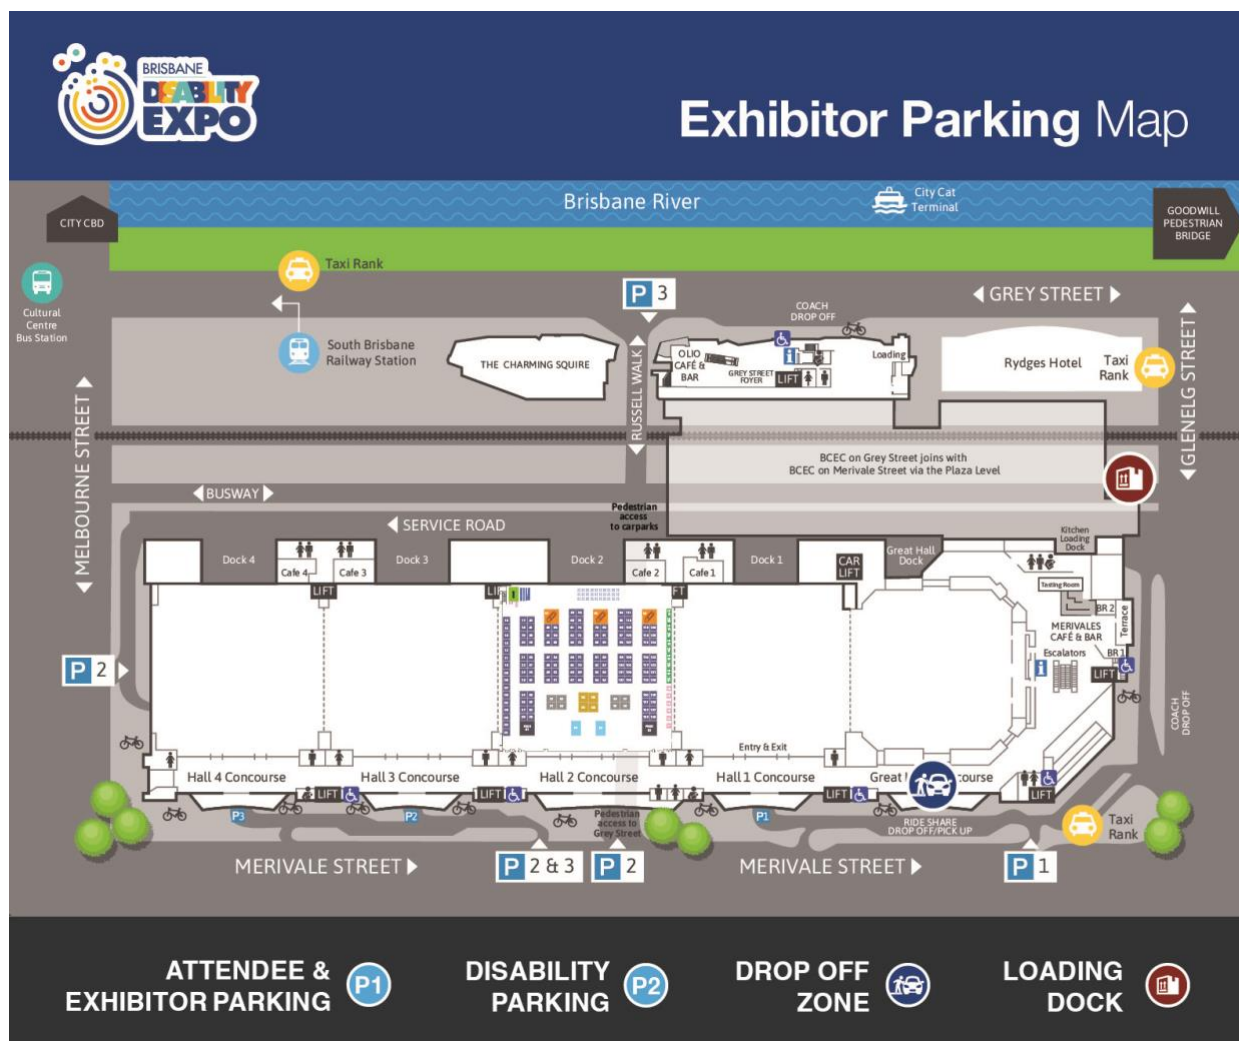 BRISBANE
DISABILITY
EXPO
Exhibitor Parking Map
Brisbane River
City Cat
Terminal
CITY CBD
GOODWILL
PEDESTRIAN
BRIDGE
Taxi Rank
Cultural
Centre
Bus Station
P 3
GREY STREET
COACH
DROP OFF
South Brisbane
Railway Station
THE CHARMING SQUIRE
RUSSELL WALK
OLIO
CAFÉ &
BAR
GREY STREET
FOYER
LIFT
Loading
Rydges Hotel
Taxi
Rank
GLENELG STREET
MELBOURNE STREET
BCEC on Grey Street joins with
BCEC on Merivale Street via the Plaza Level
BUSWAY
Pedestrian
access
to carparks
SERVICE ROAD
Dock 4
Cafe 4
Cafe 3
Dock 3
Dock 2
Cafe 2
Cafe 1
Dock 1
CAR
LIFT
Great Hall
Dock
Kitchen
Loading
Dock
LIFT
Tasting Room
BR 2
Terrace
MERIVALES
CAFÉ & BAR
Escalators
BR 1
LIFT
P 2
COACH
DROP OFF
Entry & Exit
Hall 4 Concourse
Hall 3 Concourse
Hall 2 Concourse
Hall 1 Concourse
LIFT
LIFT
LIFT
LIFT
P3
P2
P1
Pedestrian
access to
Grey Street
RIDE SHARE
DROP OFF/PICK UP
Taxi
Rank
MERIVALE STREET
P 2 & 3
P 2
MERIVALE STREET
P 1
ATTENDEE &
EXHIBITOR PARKING
P1
DISABILITY
PARKING
P2
DROP OFF
ZONE
LOADING
DOCK